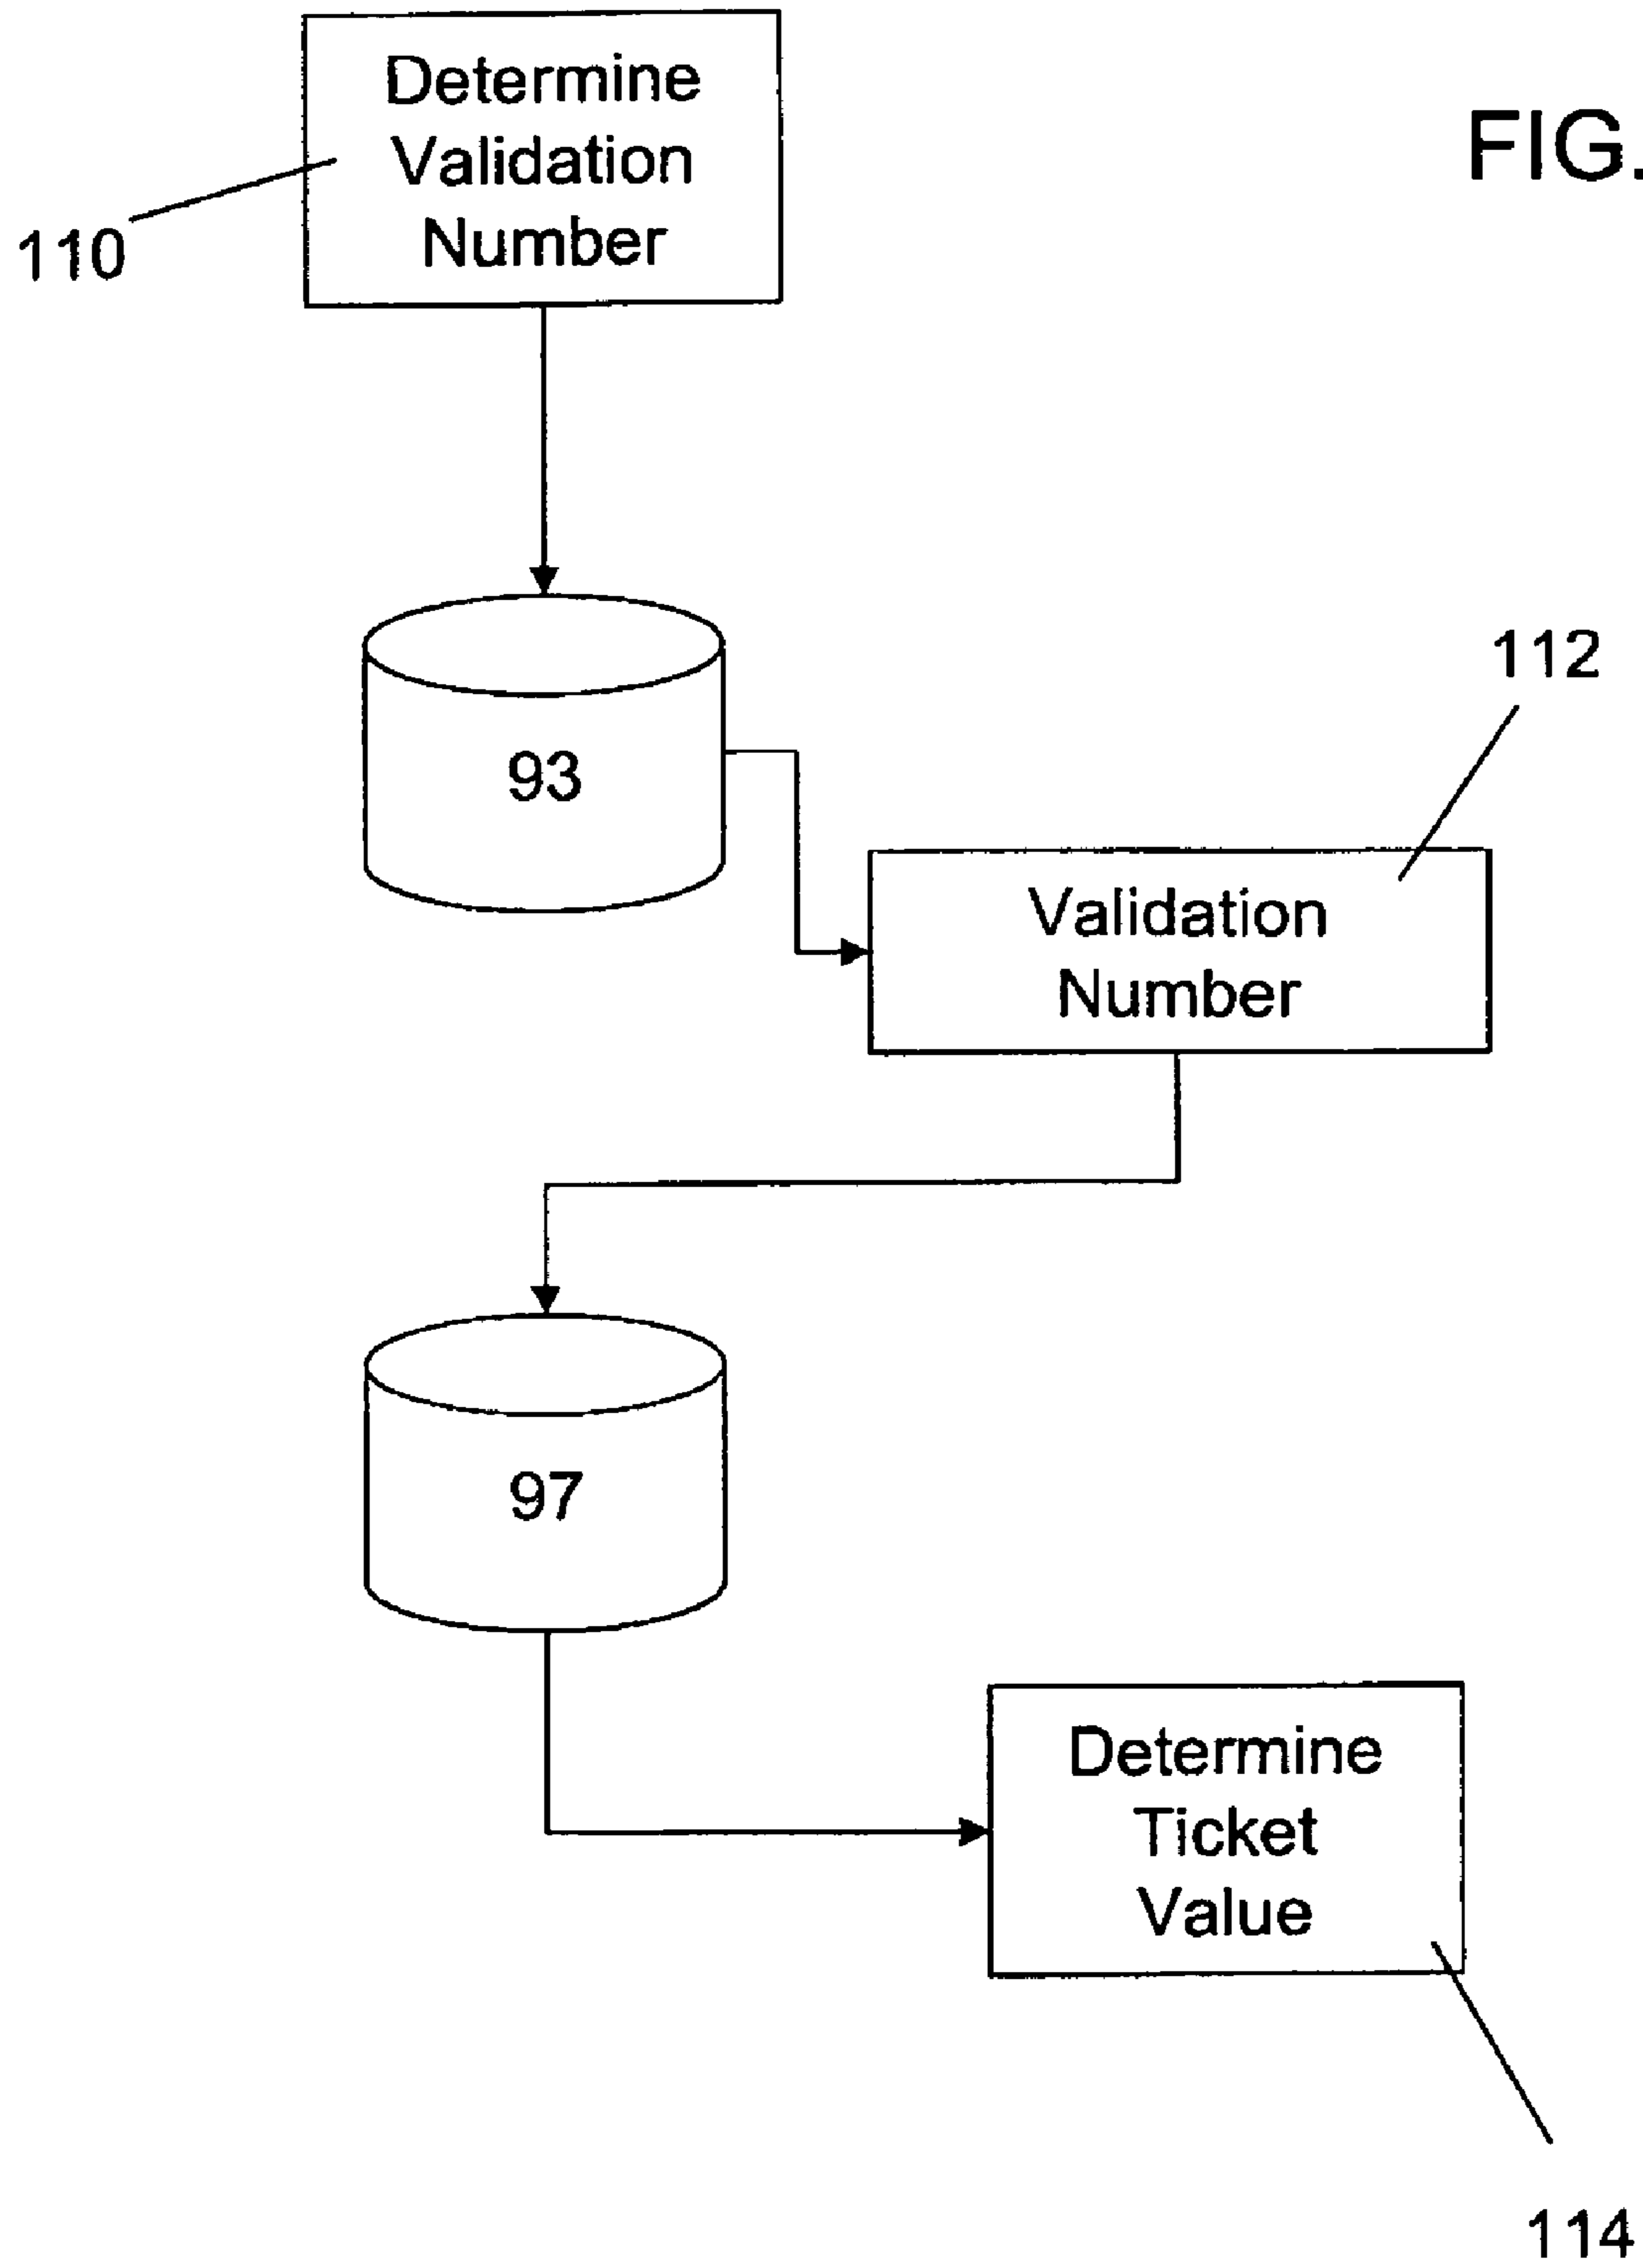 Determine
Validation
Number
FIG.
110
93
112
Validation
Number
97
Determine
Ticket
Value
114